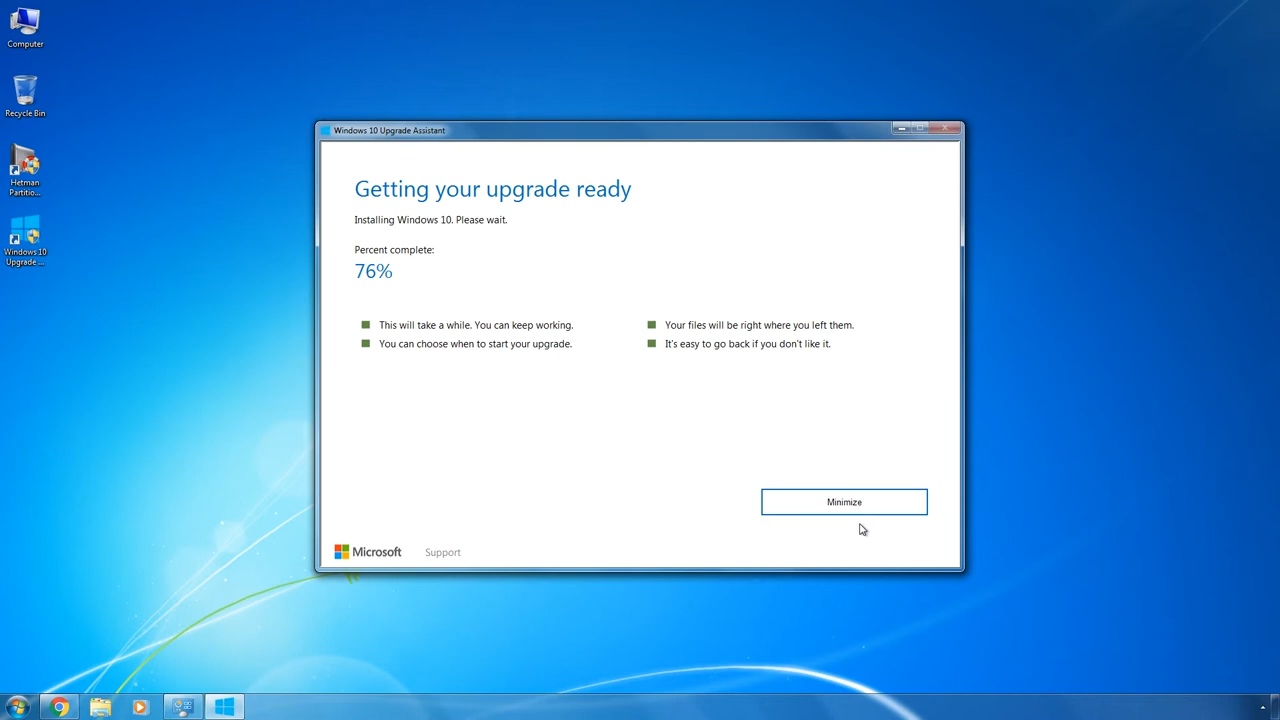 Computer
Recycle Bin
Hetman
Partitio...
Windows 10
Upgrade ...
Windows 10 Upgrade Assistant
Getting your upgrade ready
Installing Windows 10. Please wait.
Percent complete:
76%
This will take a while. You can keep working.
You can choose when to start your upgrade.
Your files will be right where you left them.
It's easy to go back if you don't like it.
Minimize
Microsoft
Support